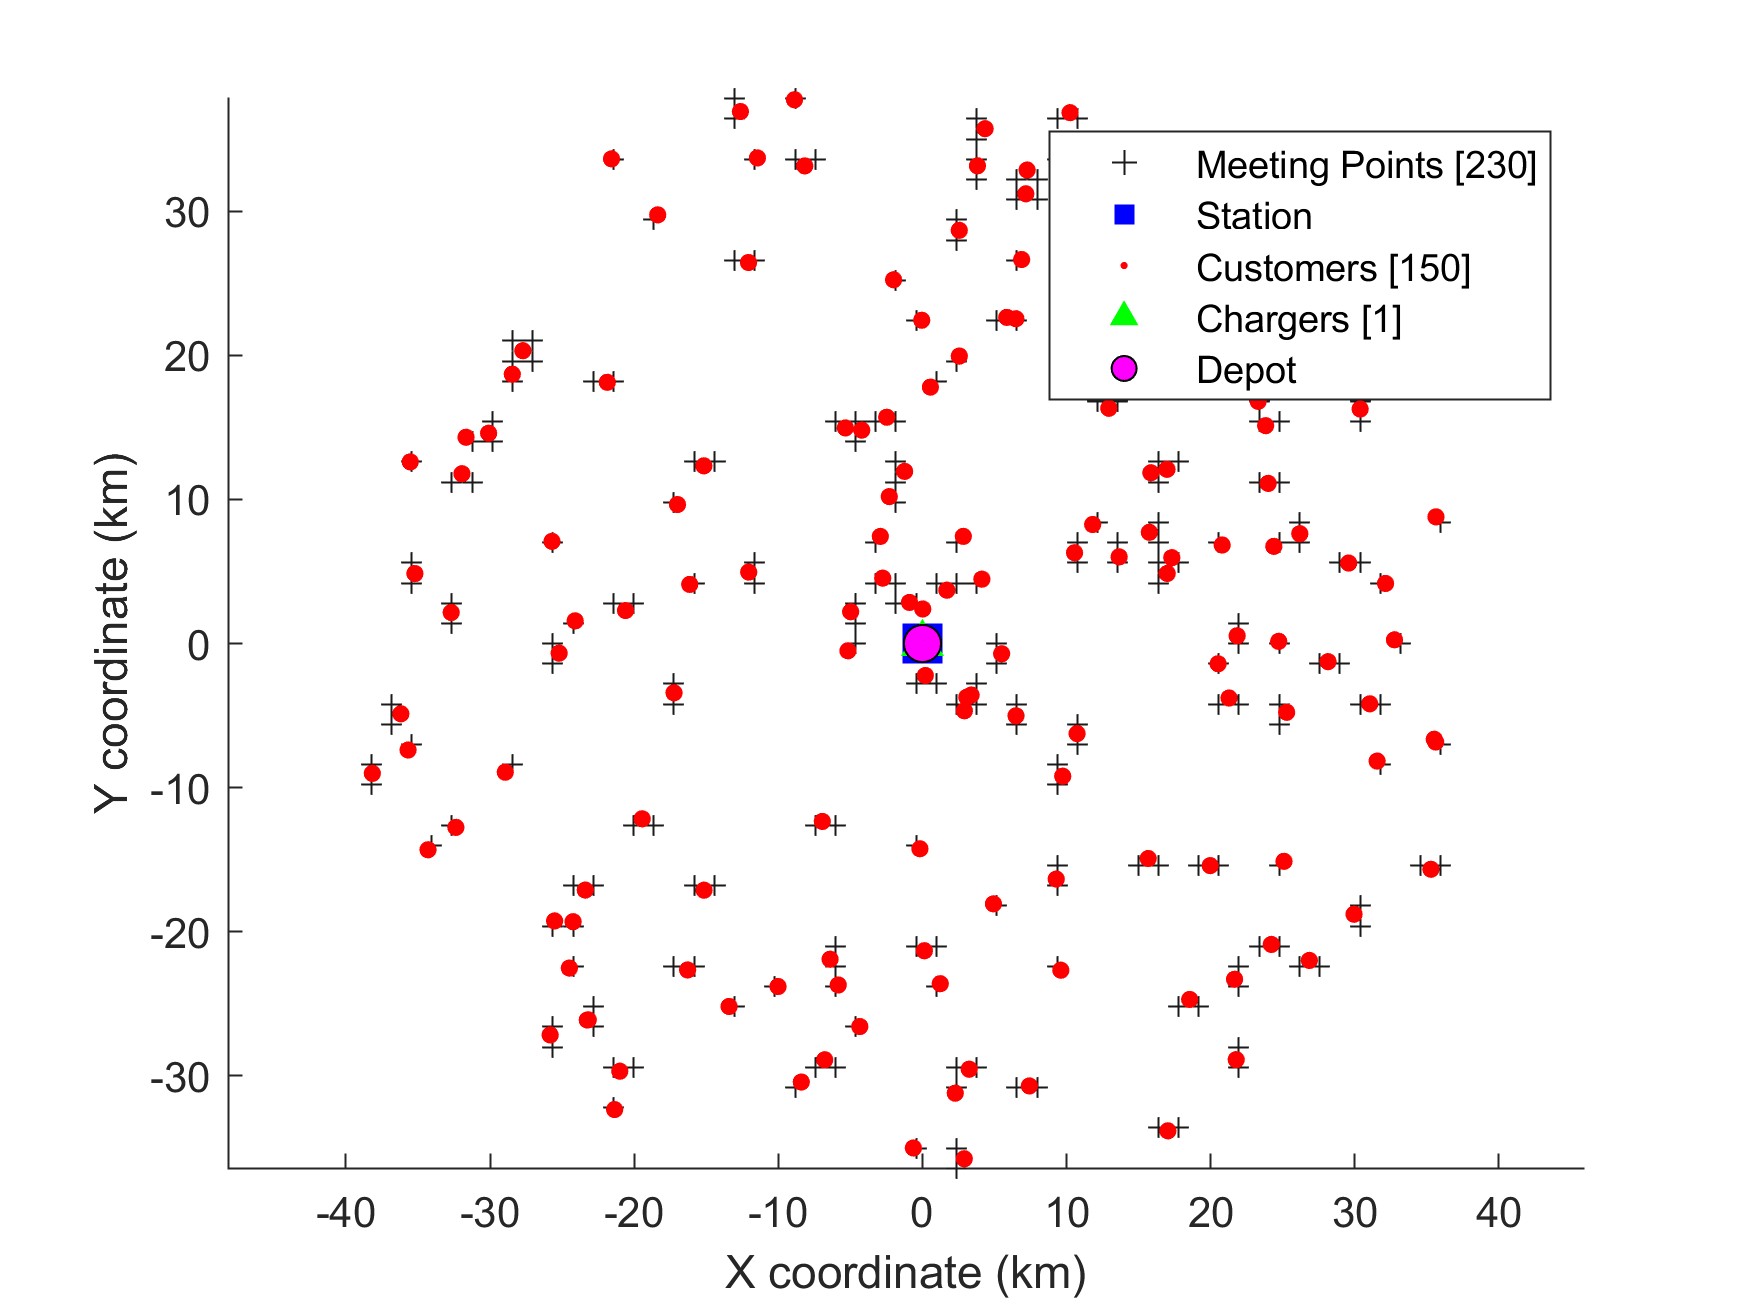 Meeting Points [230]
Station
Customers [150]
Chargers [1]
Depot
30
20
10
0
-10
-20
-30
Y coordinate (km)
-40 -30 -20 -10 0 10 20 30 40
X coordinate (km)